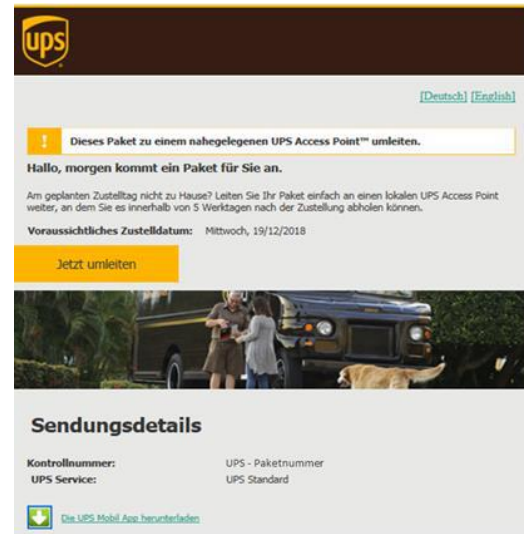 ups
[Deutsch] [English]
! Dieses Paket zu einem nahegelegenen UPS Access Point™ umleiten.
Hallo, morgen kommt ein Paket für Sie an.
Am geplanten Zustelltag nicht zu Hause? Leiten Sie Ihr Paket einfach an einen lokalen UPS Access Point
weiter, an dem Sie es innerhalb von 5 Werktagen nach der Zustellung abholen können.
Voraussichtliches Zustelldatum: Mittwoch, 19/12/2018
Jetzt umleiten
Sendungsdetails
Kontrollnummer: UPS - Paketnummer
UPS Service: UPS Standard
Die UPS Mobil App herunterladen